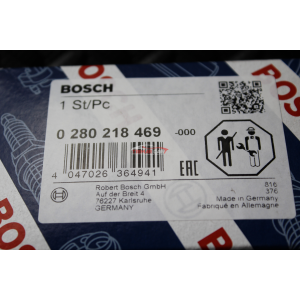 BOSCH
1 St/Pc
0 280 218 469 -000
4 047026 364941
EAC
Robert Bosch GmbH
Auf der Breit 4
76227 Karlsruhe
GERMANY
816
376
Made in Germany
Fabriqué en Allemagne